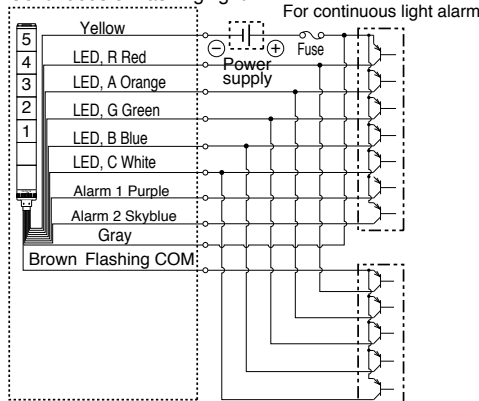 For continuous light alarm
Yellow
Fuse
Power
supply
LED, R Red
LED, A Orange
LED, G Green
LED, B Blue
LED, C White
Alarm 1 Purple
Alarm 2 Skyblue
Gray
Brown Flashing COM
5
4
3
2
1